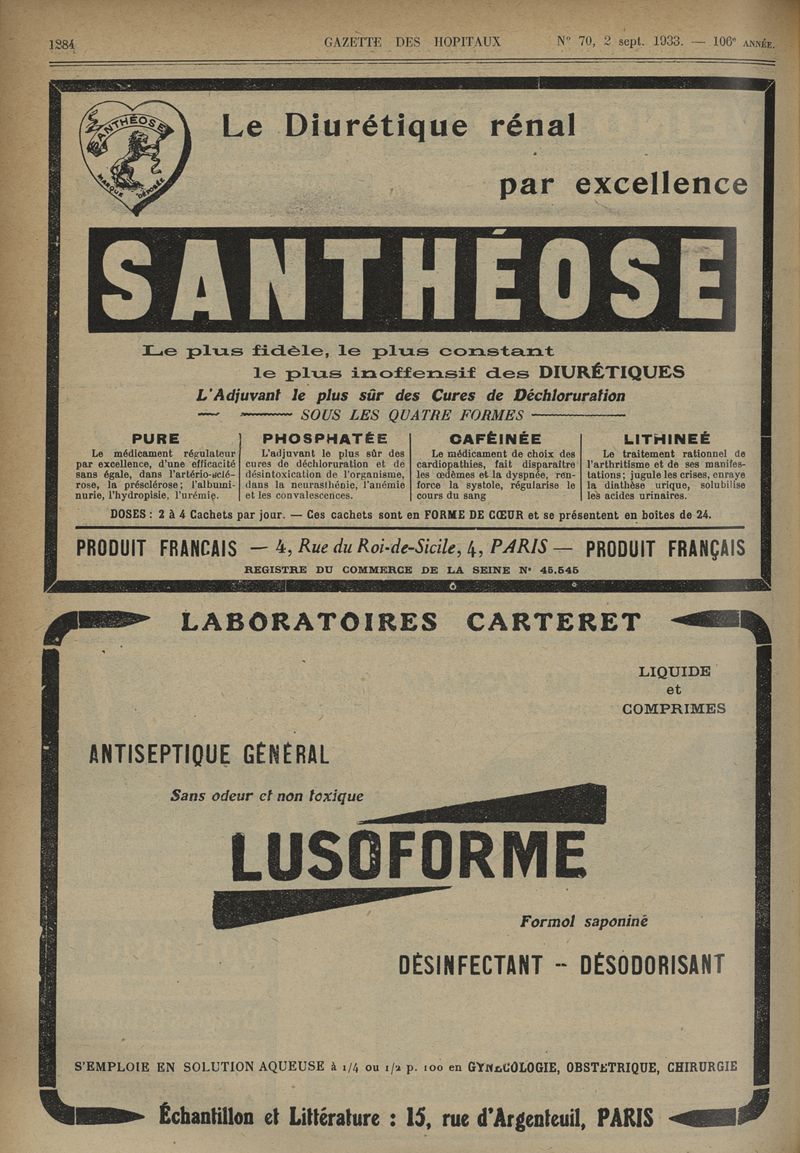 1284 GAZETTE DES HOPITAUX N° 70, 2 sept. 1933. — 106e ANNÉE.
SANTHÉOSE
MARQUE DÉPOSÉE
Le Diurétique rénal
par excellence
SANTHÉOSE
Le plus fidèle, le plus constant
le plus inoffensif des DIURÉTIQUES
L'Adjuvant le plus sûr des Cures de Déchloruration
SOUS LES QUATRE FORMES
PURE
Le médicament régulateur
par excellence, d'une efficacité
sans égale, dans l'artério-sclé-
rose, la présclérose; l'albumi-
nurie, l'hydropisie, l'urémie.
PHOSPHATÉE
L'adjuvant le plus sûr des
cures de déchloruration et de
désintoxication de l'organisme,
dans la neurasthénie, l'anémie
et les convalescences.
CAFÉINÉE
Le médicament de choix des
cardiopathies, fait disparaître
les œdèmes et la dyspnée, ren-
force la systole, régularise le
cours du sang
LITHINEÉ
Le traitement rationnel de
l'arthritisme et de ses manifes-
tations; jugule les crises, enraye
la diathèse urique, solubilise
les acides urinaires.
DOSES : 2 à 4 Cachets par jour. — Ces cachets sont en FORME DE CŒUR et se présentent en boîtes de 24.
PRODUIT FRANCAIS — 4, Rue du Roi-de-Sicile, 4, PARIS — PRODUIT FRANÇAIS
REGISTRE DU COMMERCE DE LA SEINE N° 45.545
LABORATOIRES CARTERET
LIQUIDE
et
COMPRIMES
ANTISEPTIQUE GÉNÉRAL
Sans odeur et non toxique
LUSOFORME
Formol saponiné
DÉSINFECTANT -- DÉSODORISANT
S'EMPLOIE EN SOLUTION AQUEUSE à 1/4 ou 1/2 p. 100 en GYNÆCOLOGIE, OBSTETRIQUE, CHIRURGIE
Échantillon et Littérature : 15, rue d'Argenteuil, PARIS